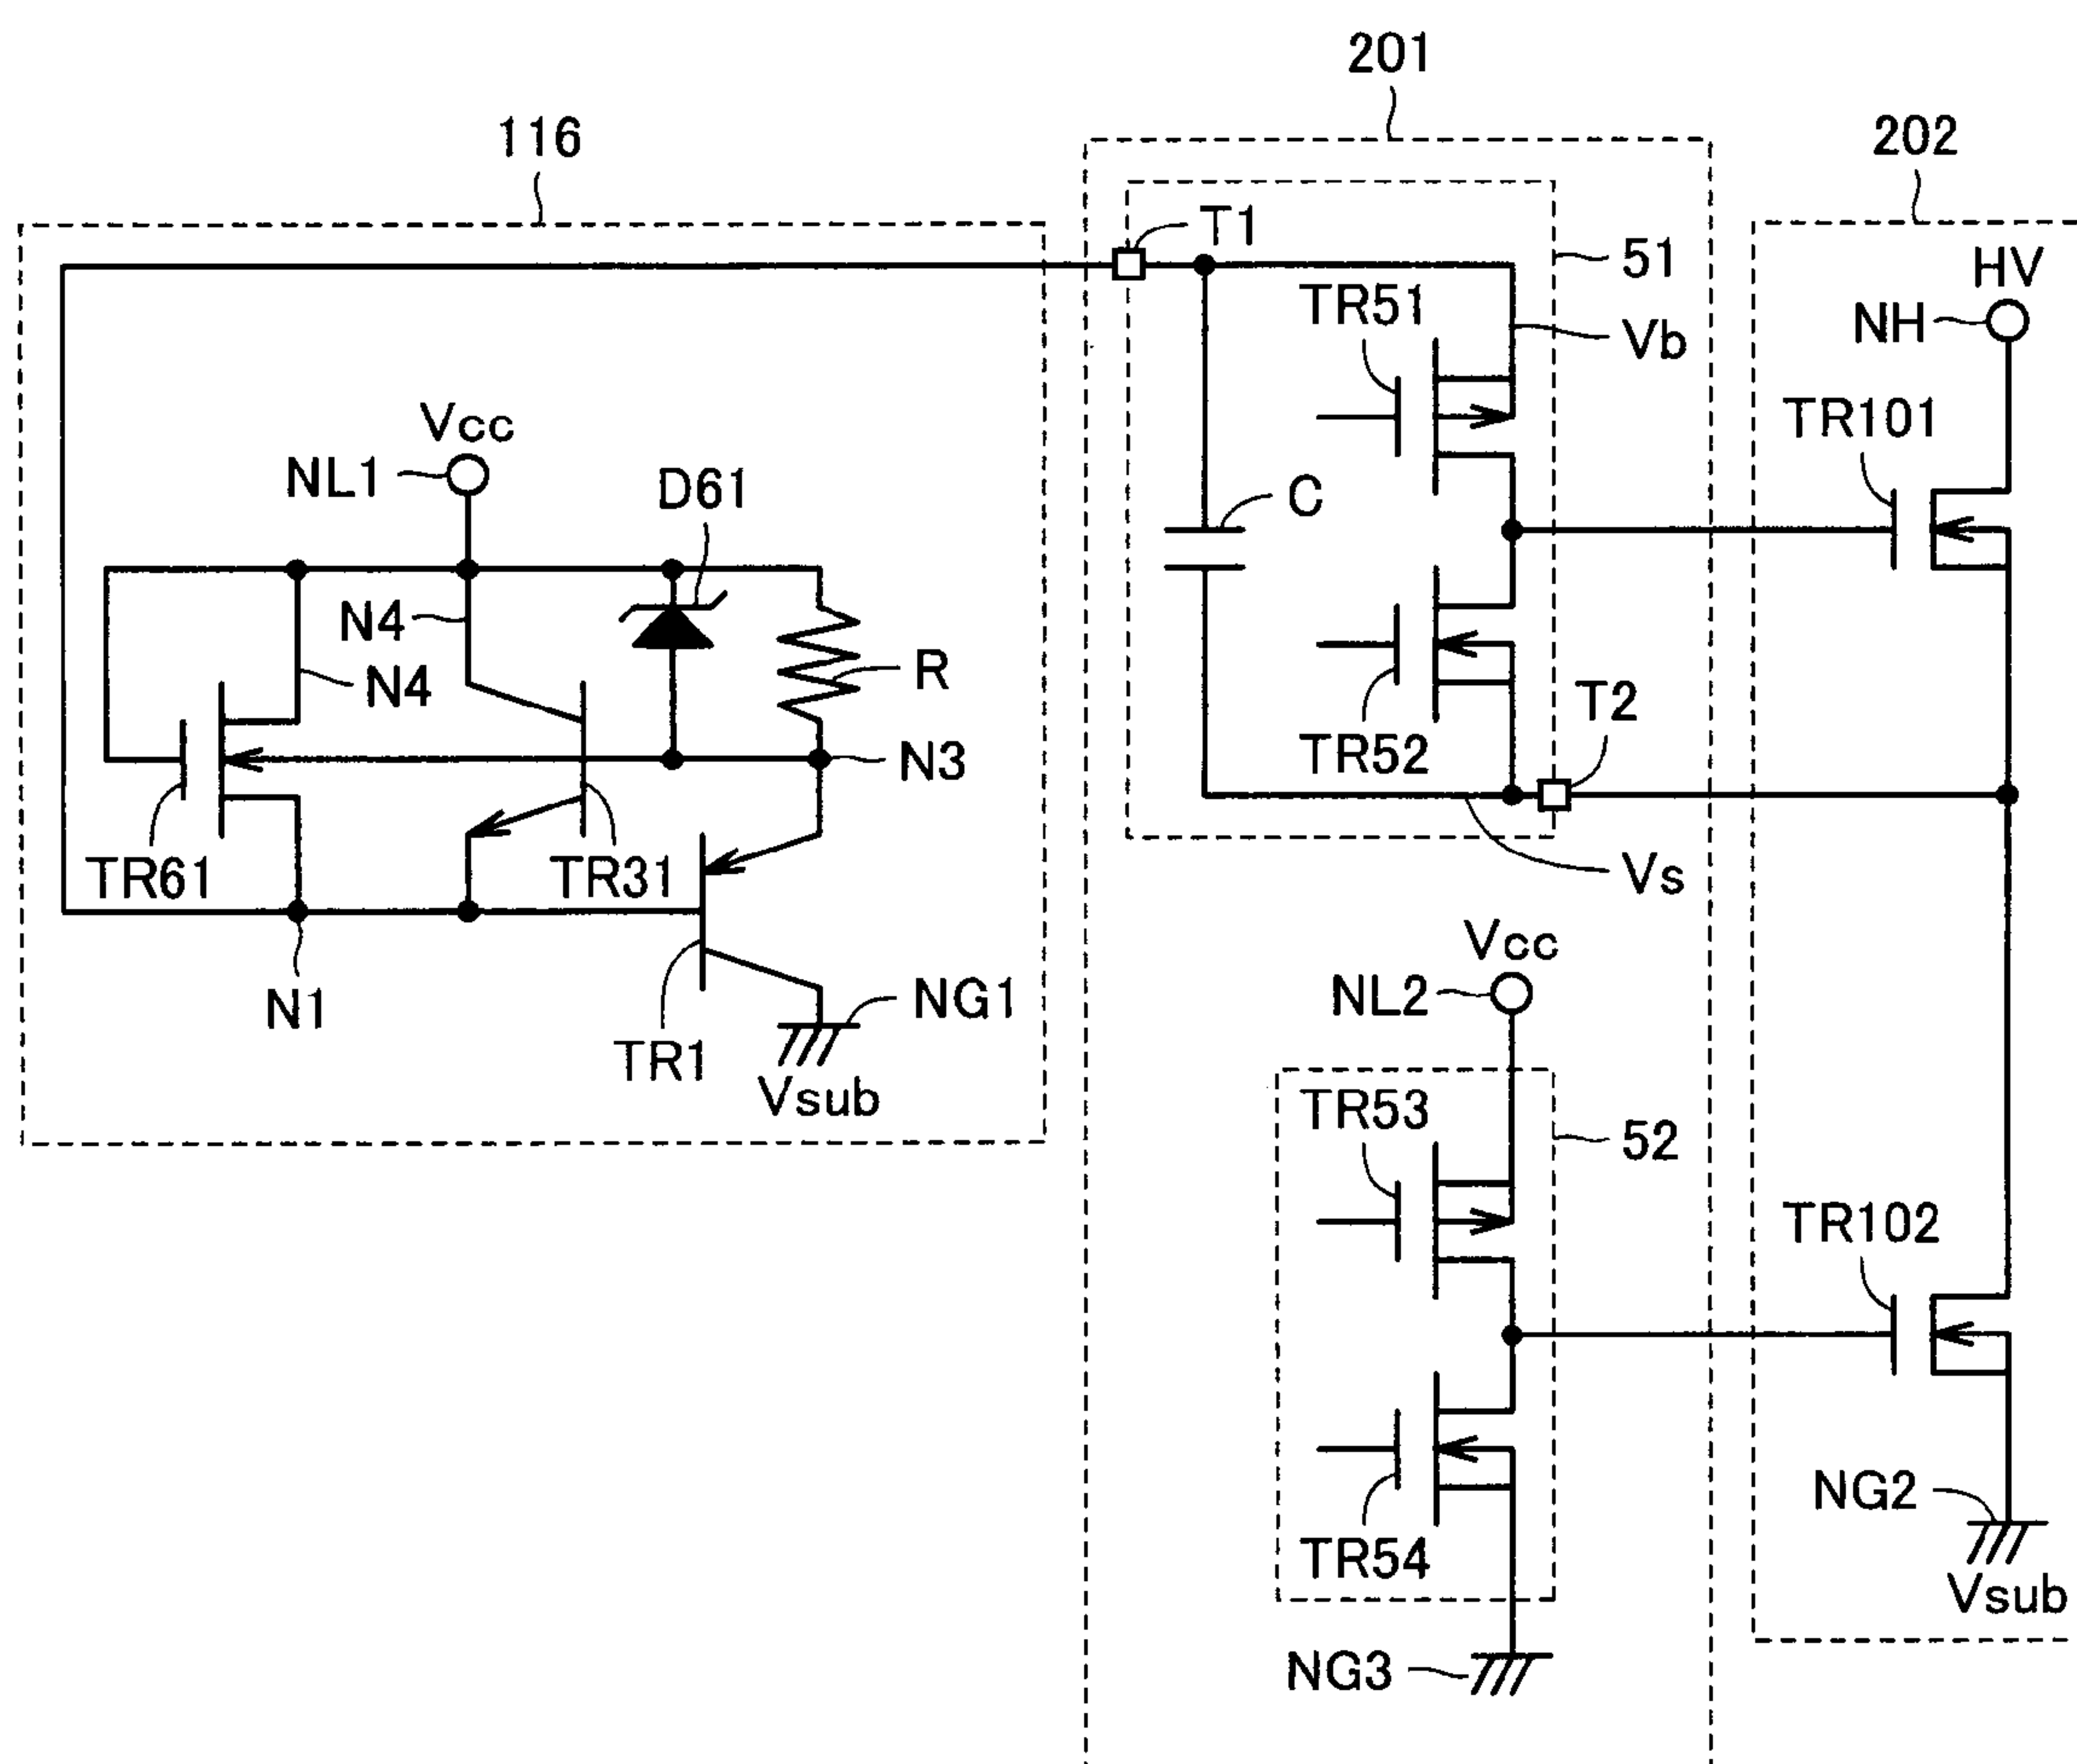 201
116
202
T1
51
HV
TR51
Vb
NH
Vcc
TR101
NL1
D61
C
N4
R
N4
T2
N3
TR52
TR61
TR31
Vs
Vcc
N1
NL2
NG1
TR1
Vsub
TR53
52
TR102
NG2
TR54
Vsub
NG3